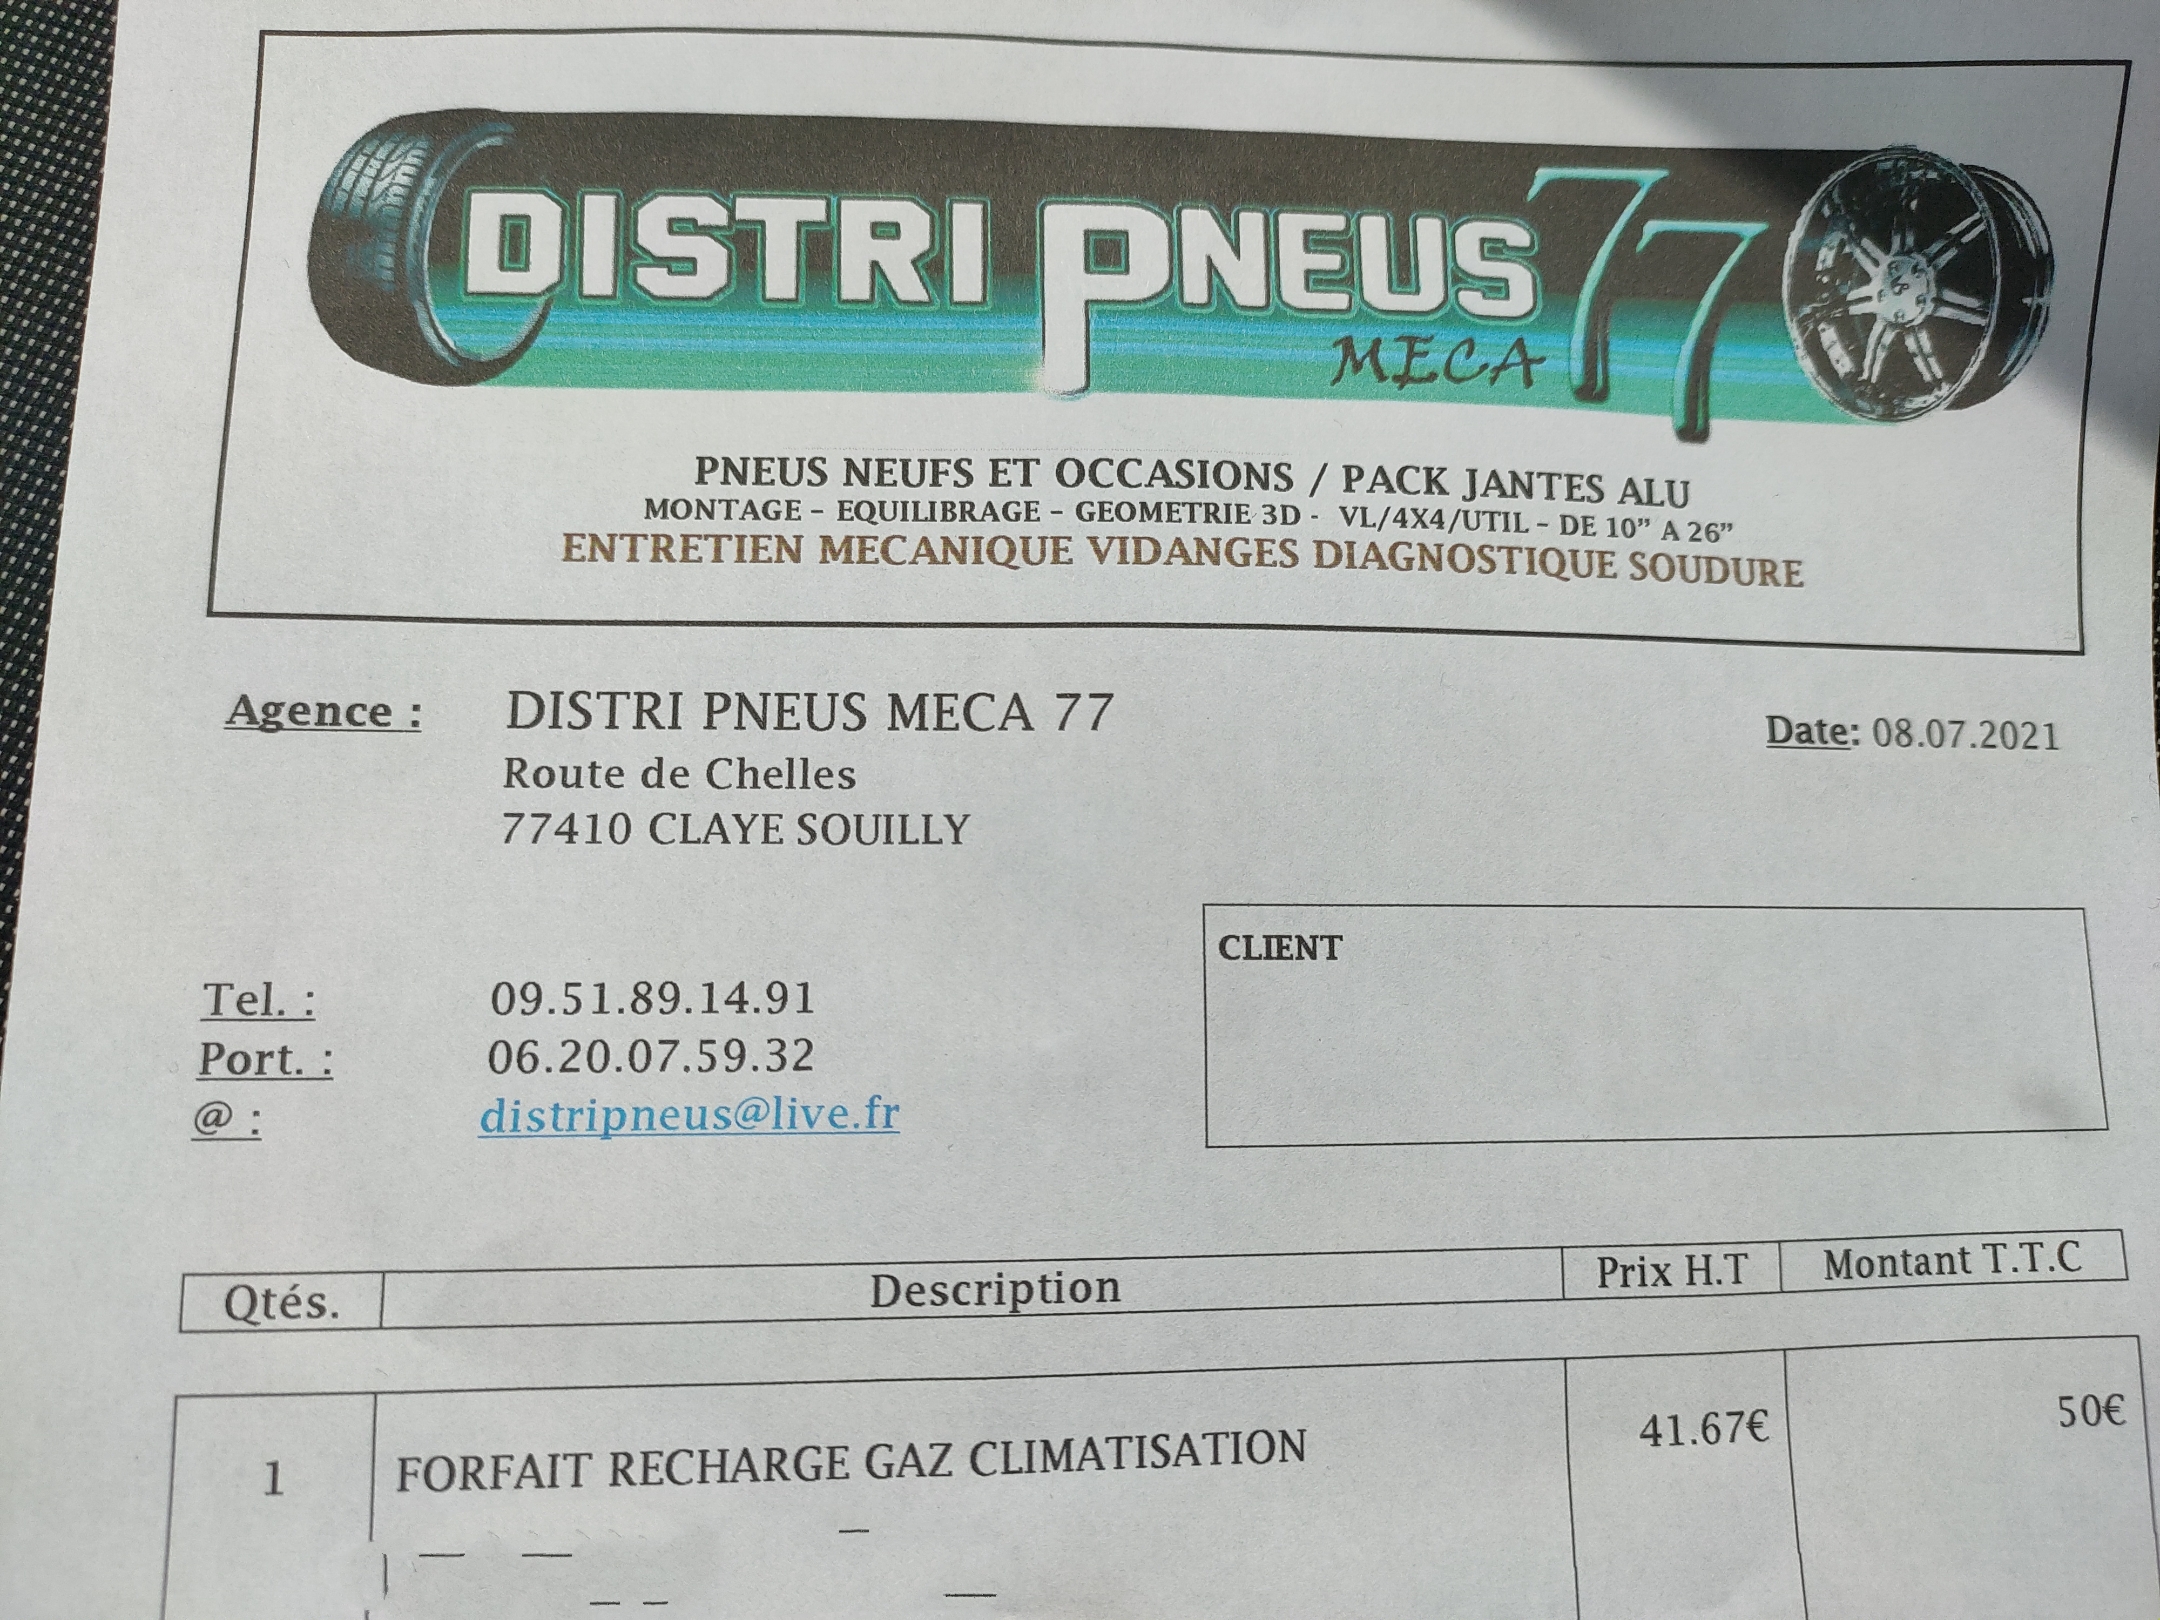 DISTRI PNEUS 77
MECA
PNEUS NEUFS ET OCCASIONS / PACK JANTES ALU
MONTAGE - EQUILIBRAGE - GEOMETRIE 3D - VL/4X4/UTIL - DE 10” A 26”
ENTRETIEN MECANIQUE VIDANGES DIAGNOSTIQUE SOUDURE
Agence : DISTRI PNEUS MECA 77
Date: 08.07.2021
Route de Chelles
77410 CLAYE SOUILLY
CLIENT
Tel. : 09.51.89.14.91
Port. : 06.20.07.59.32
@ : distripneus@live.fr
Qtés. Description Prix H.T Montant T.T.C
1 FORFAIT RECHARGE GAZ CLIMATISATION 41.67€ 50€